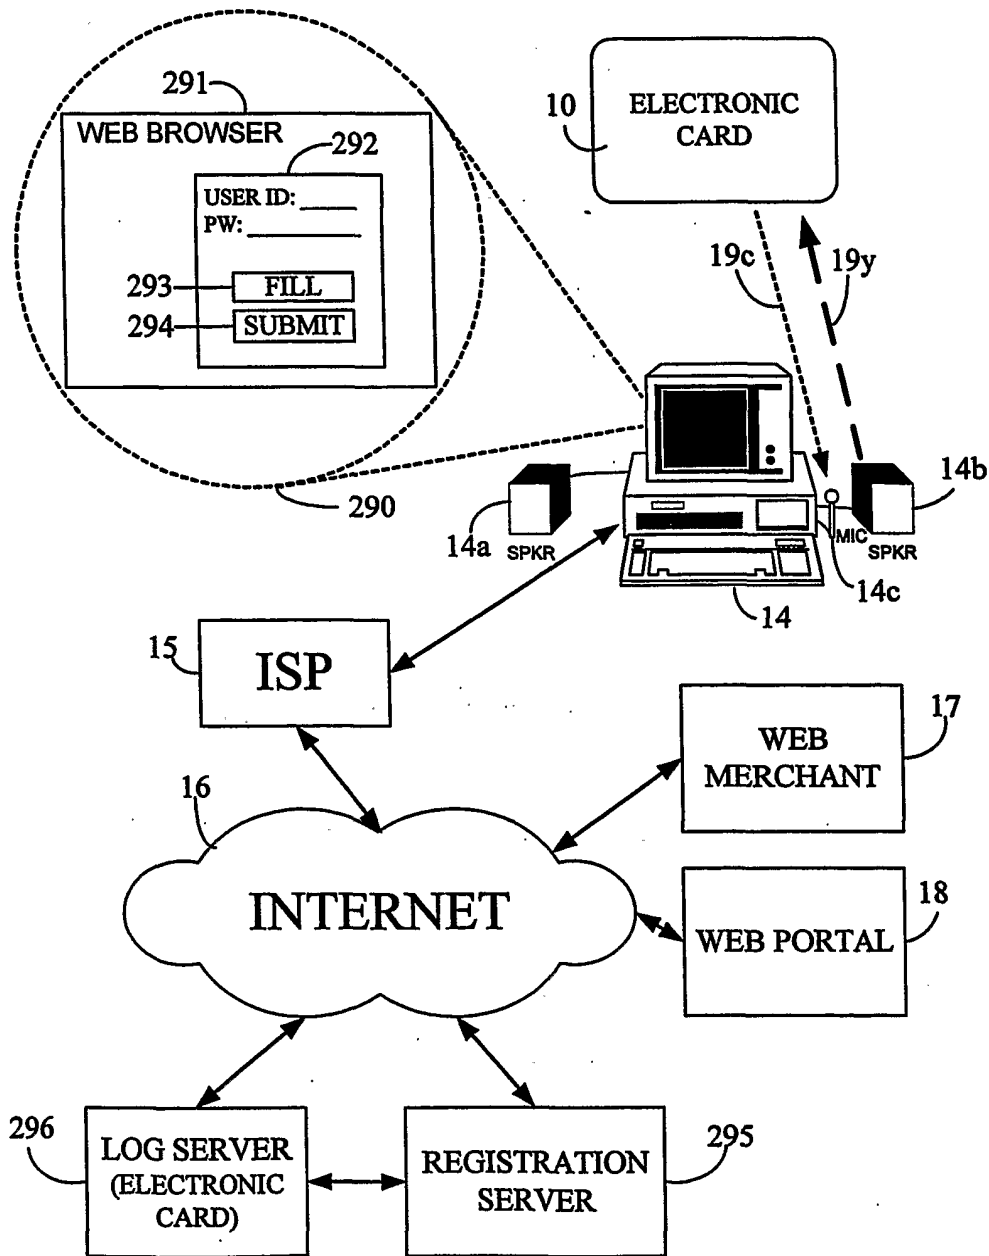 291
WEB BROWSER
292
USER ID:
PW:
293
FILL
294
SUBMIT
290
10
ELECTRONIC
CARD
19c
19y
14a
SPKR
14b
MIC
SPKR
14c
14
15
ISP
17
WEB
MERCHANT
16
INTERNET
18
WEB PORTAL
296
LOG SERVER
(ELECTRONIC
CARD)
295
REGISTRATION
SERVER